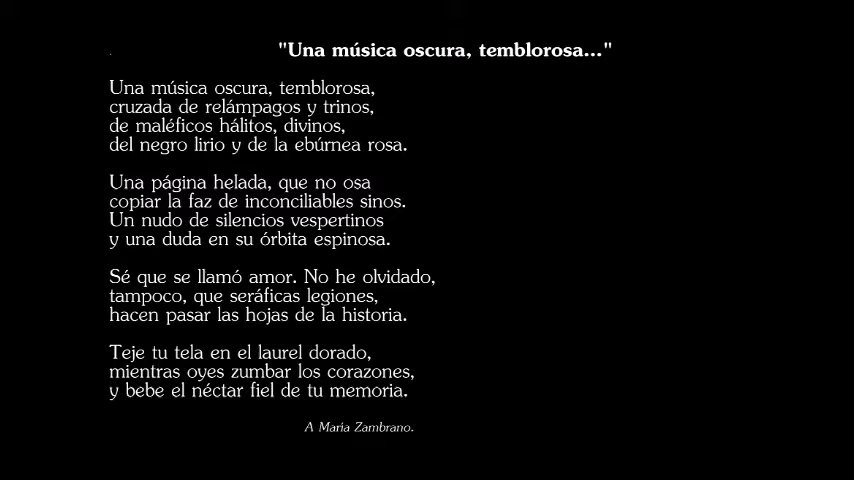 "Una música oscura, temblorosa..."
Una música oscura, temblorosa,
cruzada de relámpagos y trinos,
de maléficos hálitos, divinos,
del negro lirio y de la ebúrnea rosa.
Una página helada, que no osa
copiar la faz de inconciliables sinos.
Un nudo de silencios vespertinos
y una duda en su órbita espinosa.
Sé que se llamó amor. No he olvidado,
tampoco, que seráficas legiones,
hacen pasar las hojas de la historia.
Teje tu tela en el laurel dorado,
mientras oyes zumbar los corazones,
y bebe el néctar fiel de tu memoria.
A Maria Zambrano.